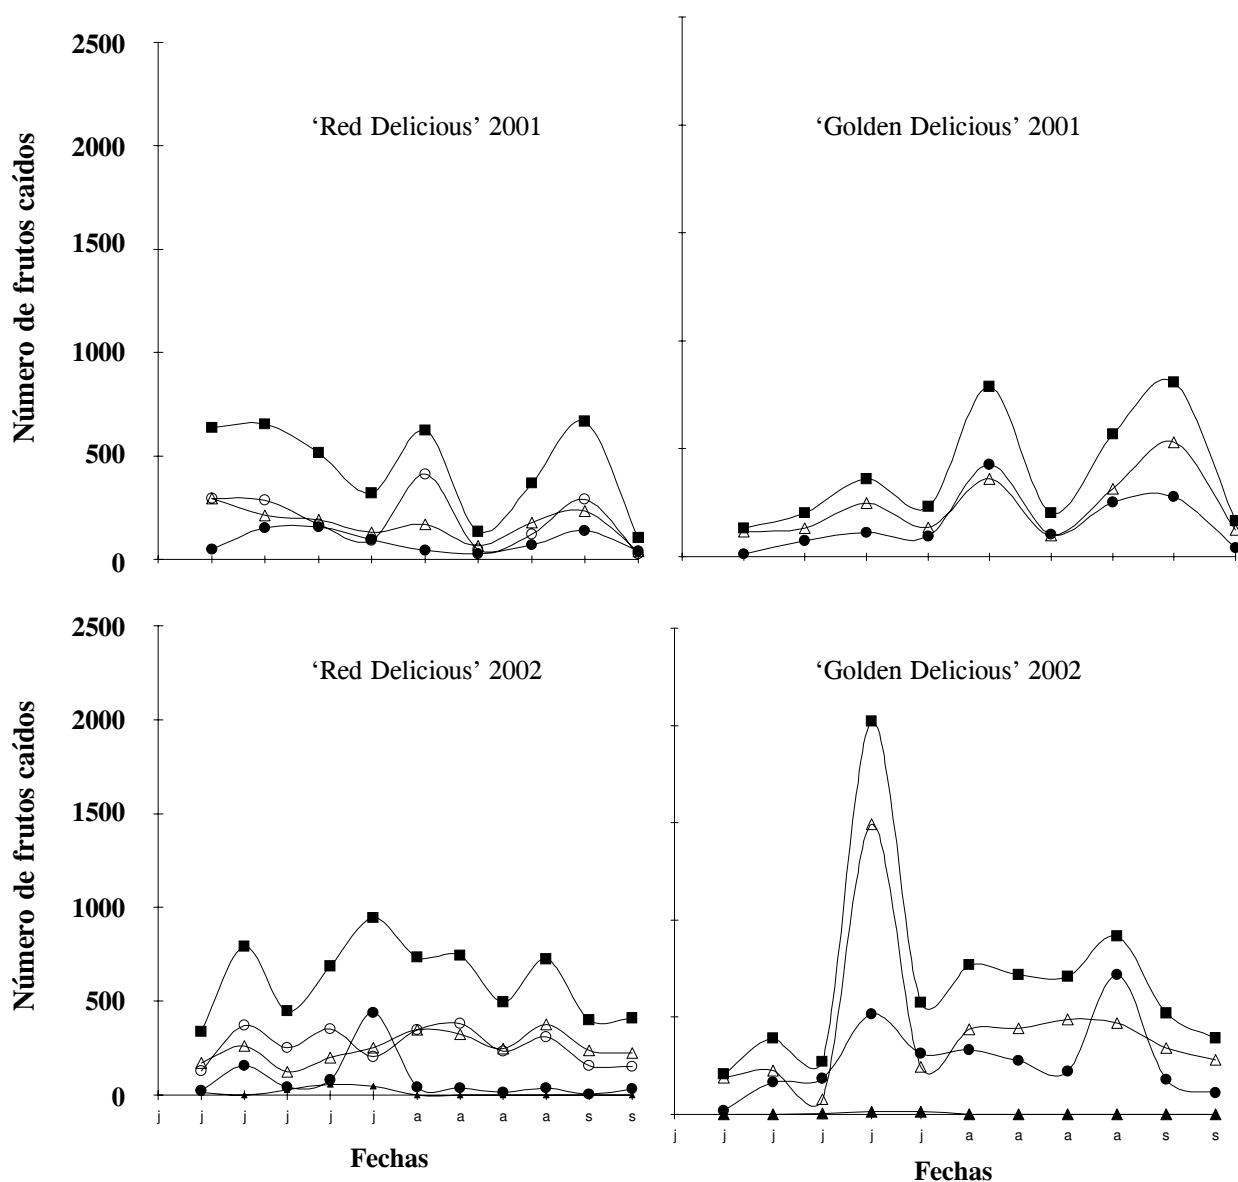 Número de frutos caídos
2500
2000
1500
1000
500
0
‘Red Delicious’ 2001
‘Golden Delicious’ 2001
Número de frutos caídos
2500
2000
1500
1000
500
0
‘Red Delicious’ 2002
‘Golden Delicious’ 2002
j j j j j j a a a a s s
j j j j j j a a a a s s
Fechas
Fechas